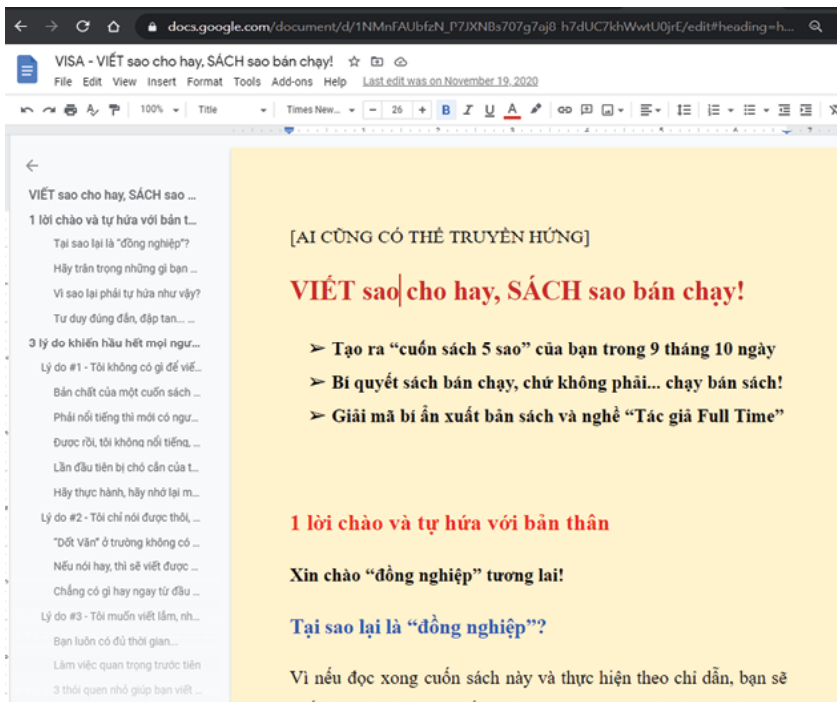 docs.google.com/document/d/1NMnFAUbfzN_P7JXNBs707g7aj8 h7dUC7khWwtU0jrE/edit#heading=h...
VISA - VIẾT sao cho hay, SÁCH sao bán chạy!
File Edit View Insert Format Tools Add-ons Help Last edit was on November 19, 2020
100% Title Times New... − 26 + B I U A
VIẾT sao cho hay, SÁCH sao ...
1 lời chào và tự hứa với bản t...
Tại sao lại là “đồng nghiệp”?
Hãy trân trọng những gì bạn ...
Vì sao lại phải tự hứa như vậy?
Tư duy đúng đắn, đập tan... ...
3 lý do khiến hầu hết mọi ngư...
Lý do #1 - Tôi không có gì để viế...
Bản chất của một cuốn sách ...
Phải nổi tiếng thì mới có ngư...
Được rồi, tôi không nổi tiếng, ...
Lần đầu tiên bị chó cắn của t...
Hãy thực hành, hãy nhớ lại m...
Lý do #2 - Tôi chỉ nói được thôi, ...
“Dốt Văn” ở trường không có ...
Nếu nói hay, thì sẽ viết được ...
Chẳng có gì hay ngay từ đầu ...
Lý do #3 - Tôi muốn viết lắm, nh...
Bạn luôn có đủ thời gian...
Làm việc quan trọng trước tiên
3 thói quen nhỏ giúp bạn viết ...
[AI CŨNG CÓ THỂ TRUYỀN HỨNG]
VIẾT sao cho hay, SÁCH sao bán chạy!
➢ Tạo ra “cuốn sách 5 sao” của bạn trong 9 tháng 10 ngày
➢ Bí quyết sách bán chạy, chứ không phải... chạy bán sách!
➢ Giải mã bí ẩn xuất bản sách và nghề “Tác giả Full Time”
1 lời chào và tự hứa với bản thân
Xin chào “đồng nghiệp” tương lai!
Tại sao lại là “đồng nghiệp”?
Vì nếu đọc xong cuốn sách này và thực hiện theo chỉ dẫn, bạn sẽ